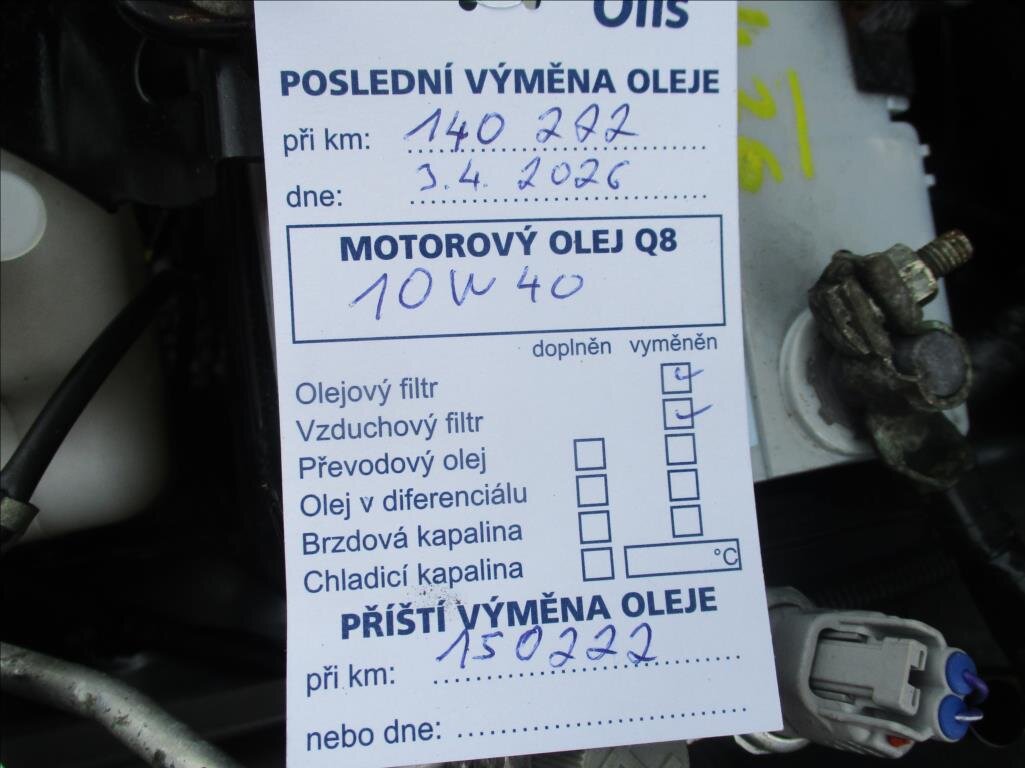 Olis
POSLEDNÍ VÝMĚNA OLEJE
při km: 140 222
dne: 3.4. 2026
MOTOROVÝ OLEJ Q8
10W40
doplněn vyměněn
Olejový filtr
Vzduchový filtr
Převodový olej
Olej v diferenciálu
Brzdová kapalina
Chladicí kapalina °C
PŘÍŠTÍ VÝMĚNA OLEJE
při km: 150222
nebo dne: